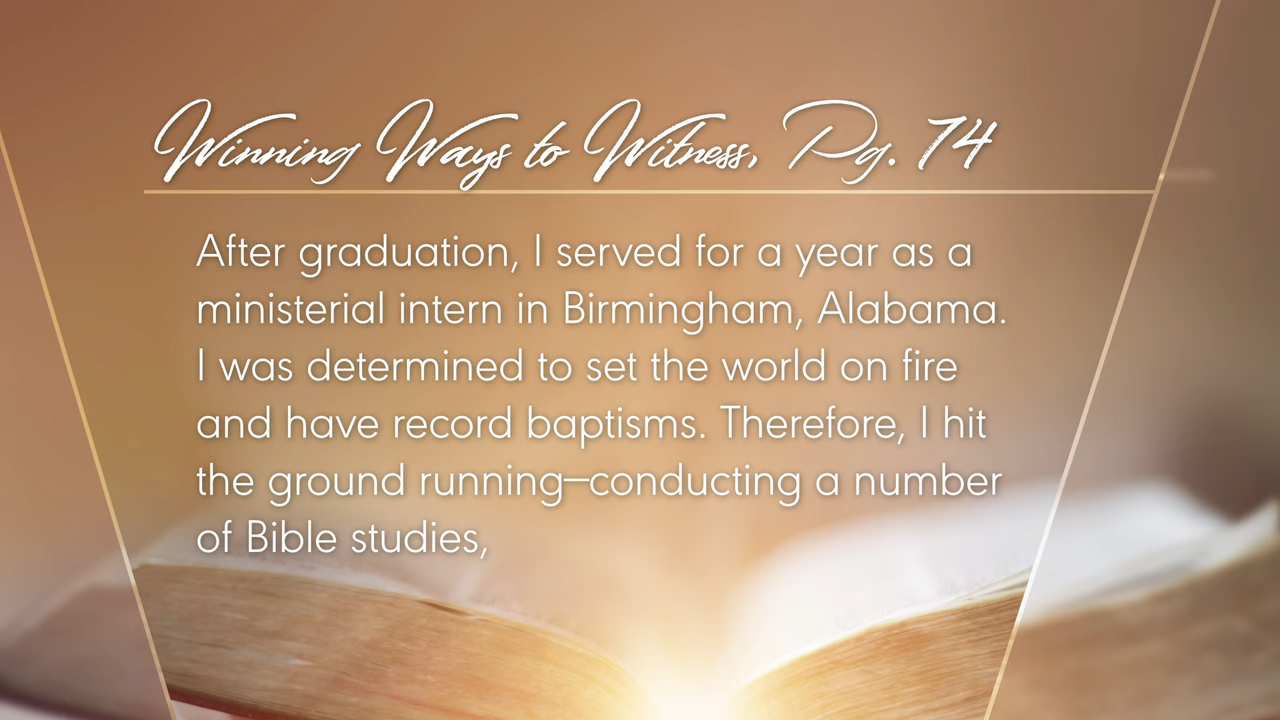 Winning Ways to Witness, Pg. 74
After graduation, I served for a year as a
ministerial intern in Birmingham, Alabama.
I was determined to set the world on fire
and have record baptisms. Therefore, I hit
the ground running—conducting a number
of Bible studies,